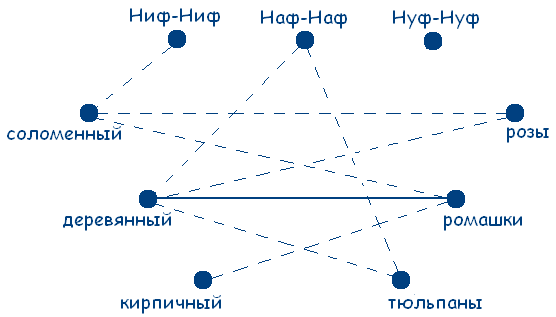 Ниф-Ниф Наф-Наф Нуф-Нуф
соломенный розы
деревянный ромашки
кирпичный тюльпаны